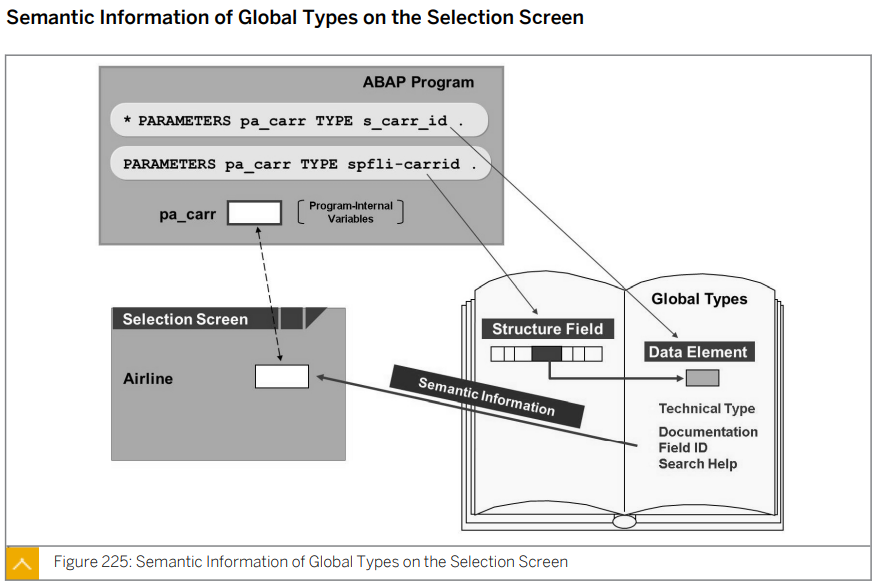 Semantic Information of Global Types on the Selection Screen
ABAP Program
* PARAMETERS pa_carr TYPE s_carr_id .
PARAMETERS pa_carr TYPE spfli-carrid .
pa_carr
Program-Internal
Variables
Selection Screen
Airline
Semantic Information
Global Types
Structure Field
Data Element
Technical Type
Documentation
Field ID
Search Help
Figure 225: Semantic Information of Global Types on the Selection Screen